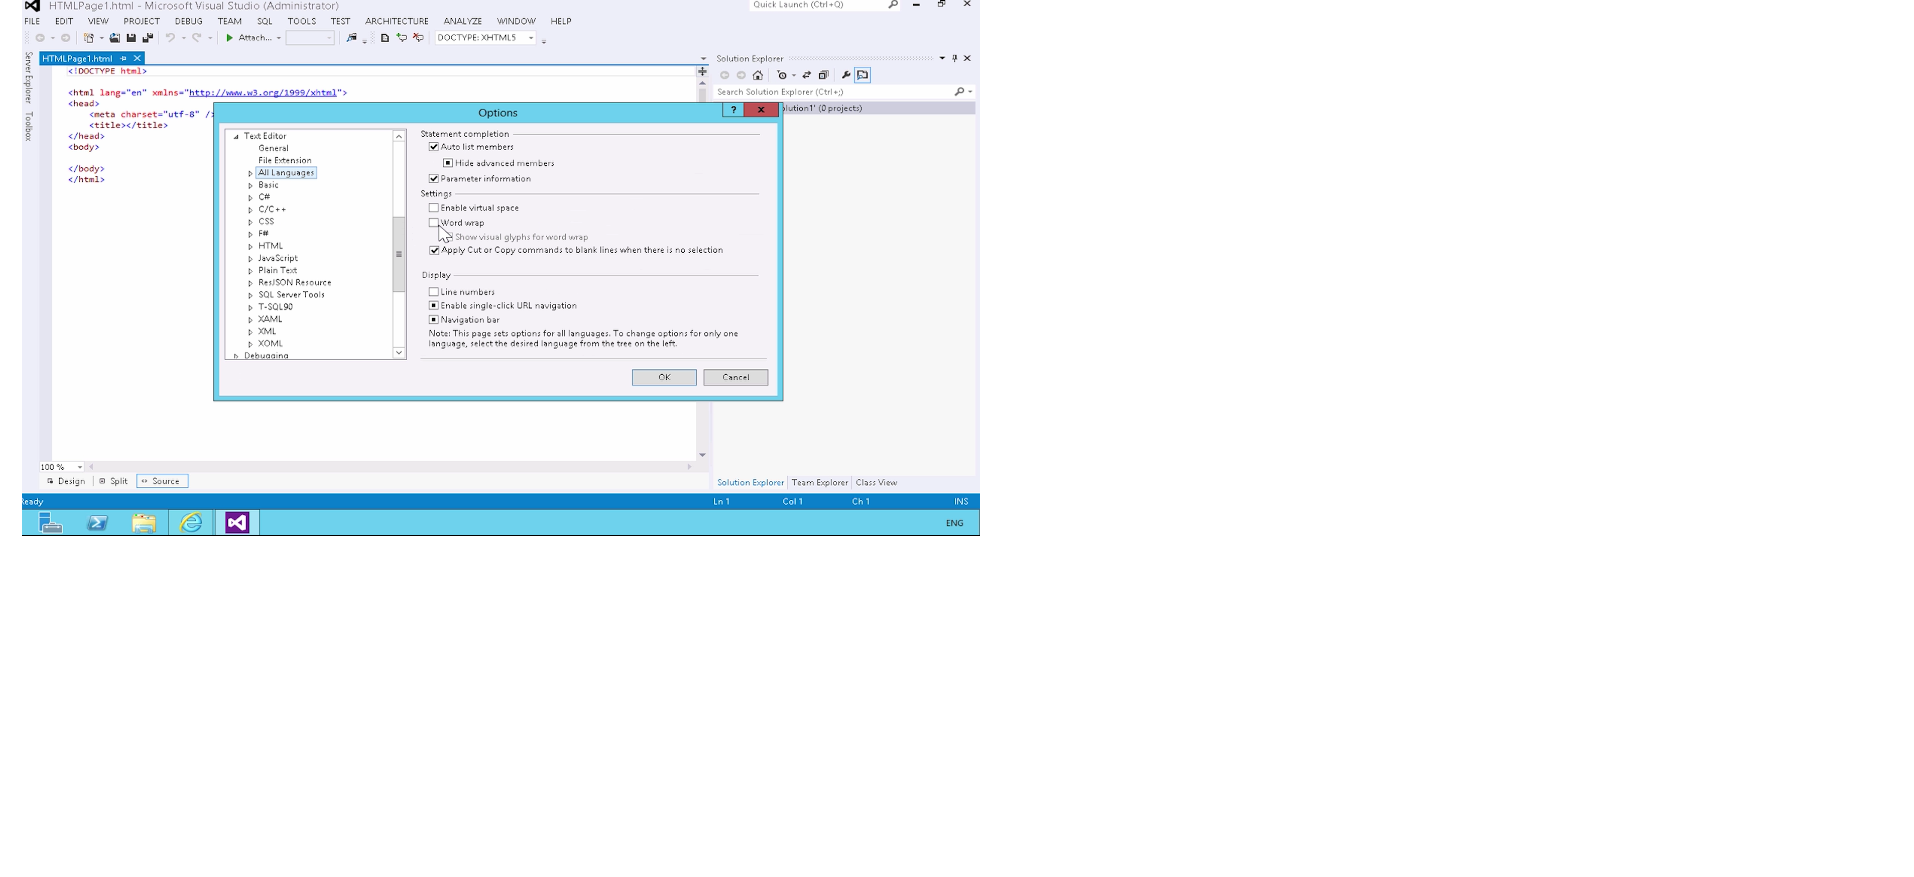 HTMLPage1.html - Microsoft Visual Studio (Administrator)
Quick Launch (Ctrl+Q)
FILE EDIT VIEW PROJECT DEBUG TEAM SQL TOOLS TEST ARCHITECTURE ANALYZE WINDOW HELP
Attach... DOCTYPE: XHTML5
Server Explorer
Toolbox
HTMLPage1.html
<!DOCTYPE html>
<html lang="en" xmlns="http://www.w3.org/1999/xhtml">
<head>
<meta charset="utf-8" /
<title></title>
</head>
<body>
</body>
</html>
Options
?
Text Editor
General
File Extension
All Languages
Basic
C#
C/C++
CSS
F#
HTML
JavaScript
Plain Text
ResJSON Resource
SQL Server Tools
T-SQL90
XAML
XML
XOML
Debugging
Statement completion
Auto list members
Hide advanced members
Parameter information
Settings
Enable virtual space
Word wrap
Show visual glyphs for word wrap
Apply Cut or Copy commands to blank lines when there is no selection
Display
Line numbers
Enable single-click URL navigation
Navigation bar
Note: This page sets options for all languages. To change options for only one
language, select the desired language from the tree on the left.
OK Cancel
Solution Explorer
Search Solution Explorer (Ctrl+;)
olution1' (0 projects)
100 %
Design Split Source
Solution Explorer Team Explorer Class View
eady Ln 1 Col 1 Ch 1 INS
ENG